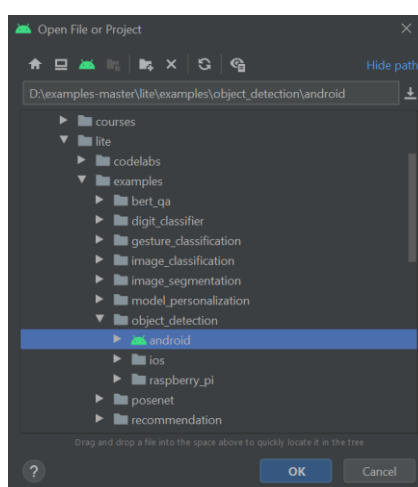 Open File or Project
Hide path
D:\examples-master\lite\examples\object_detection\android
courses
lite
codelabs
examples
bert_qa
digit_classifier
gesture_classification
image_classification
image_segmentation
model_personalization
object_detection
android
ios
raspberry_pi
posenet
recommendation
Drag and drop a file into the space above to quickly locate it in the tree
?
OK
Cancel